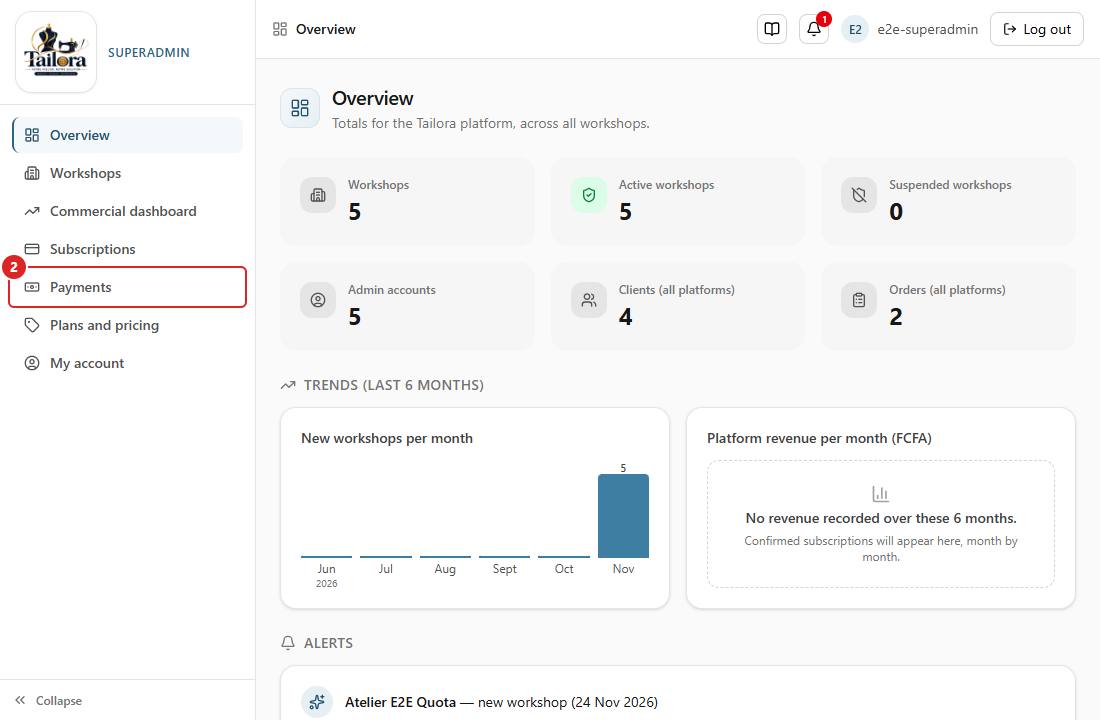 Tailora
SUPERADMIN
Overview
Workshops
Commercial dashboard
Subscriptions
2
Payments
Plans and pricing
My account
Collapse
Overview
1
E2
e2e-superadmin
Log out
Overview
Totals for the Tailora platform, across all workshops.
Workshops
5
Active workshops
5
Suspended workshops
0
Admin accounts
5
Clients (all platforms)
4
Orders (all platforms)
2
TRENDS (LAST 6 MONTHS)
New workshops per month
5
Jun Jul Aug Sept Oct Nov
2026
Platform revenue per month (FCFA)
No revenue recorded over these 6 months.
Confirmed subscriptions will appear here, month by
month.
ALERTS
Atelier E2E Quota — new workshop (24 Nov 2026)